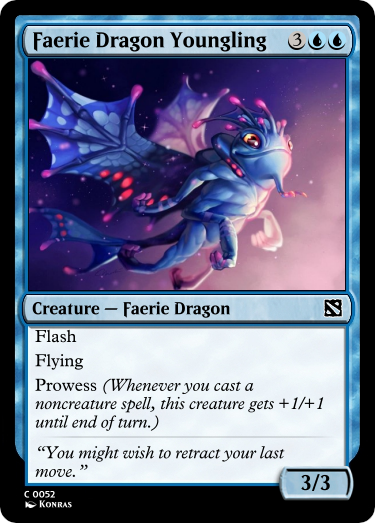 Faerie Dragon Youngling 3
Creature — Faerie Dragon
Flash
Flying
Prowess (Whenever you cast a
noncreature spell, this creature gets +1/+1
until end of turn.)
“You might wish to retract your last
move.”
3/3
C 0052
Konras